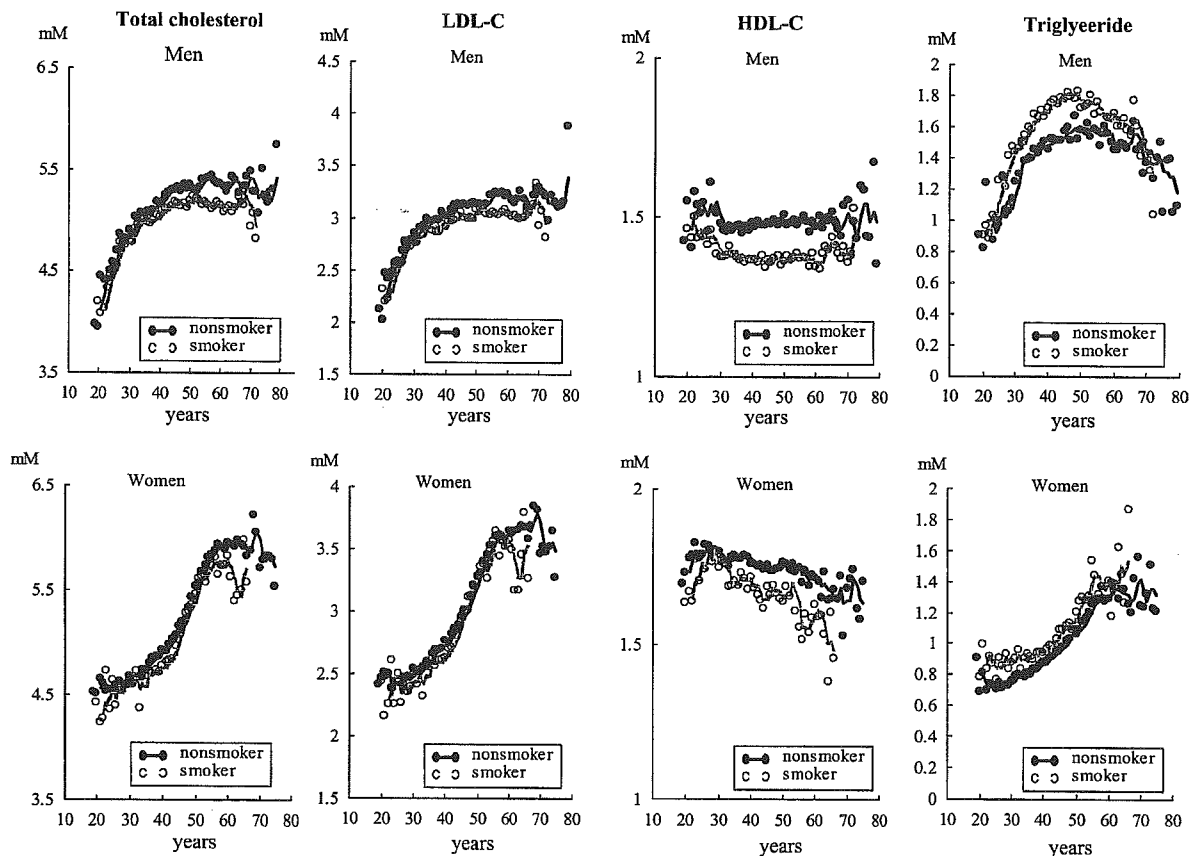 Total cholesterol
LDL-C
HDL-C
Triglyeeride
mM
Men
6.5
5.5
4.5
3.5
nonsmoker
smoker
10 20 30 40 50 60 70 80
years
mM
Men
4.5
4
3.5
3
2.5
2
1.5
nonsmoker
smoker
10 20 30 40 50 60 70 80
years
mM
Men
2
1.5
1
nonsmoker
smoker
10 20 30 40 50 60 70 80
years
mM
Men
2
1.8
1.6
1.4
1.2
1
0.8
0.6
0.4
0.2
0
nonsmoker
smoker
10 20 30 40 50 60 70 80
years
mM
Women
6.5
5.5
4.5
3.5
nonsmoker
smoker
10 20 30 40 50 60 70 80
years
mM
Women
4
3.5
3
2.5
2
1.5
nonsmoker
smoker
10 20 30 40 50 60 70 80
years
mM
Women
2
1.5
1
nonsmoker
smoker
10 20 30 40 50 60 70 80
years
mM
Women
2
1.8
1.6
1.4
1.2
1
0.8
0.6
0.4
0.2
0
nonsmoker
smoker
10 20 30 40 50 60 70 80
years